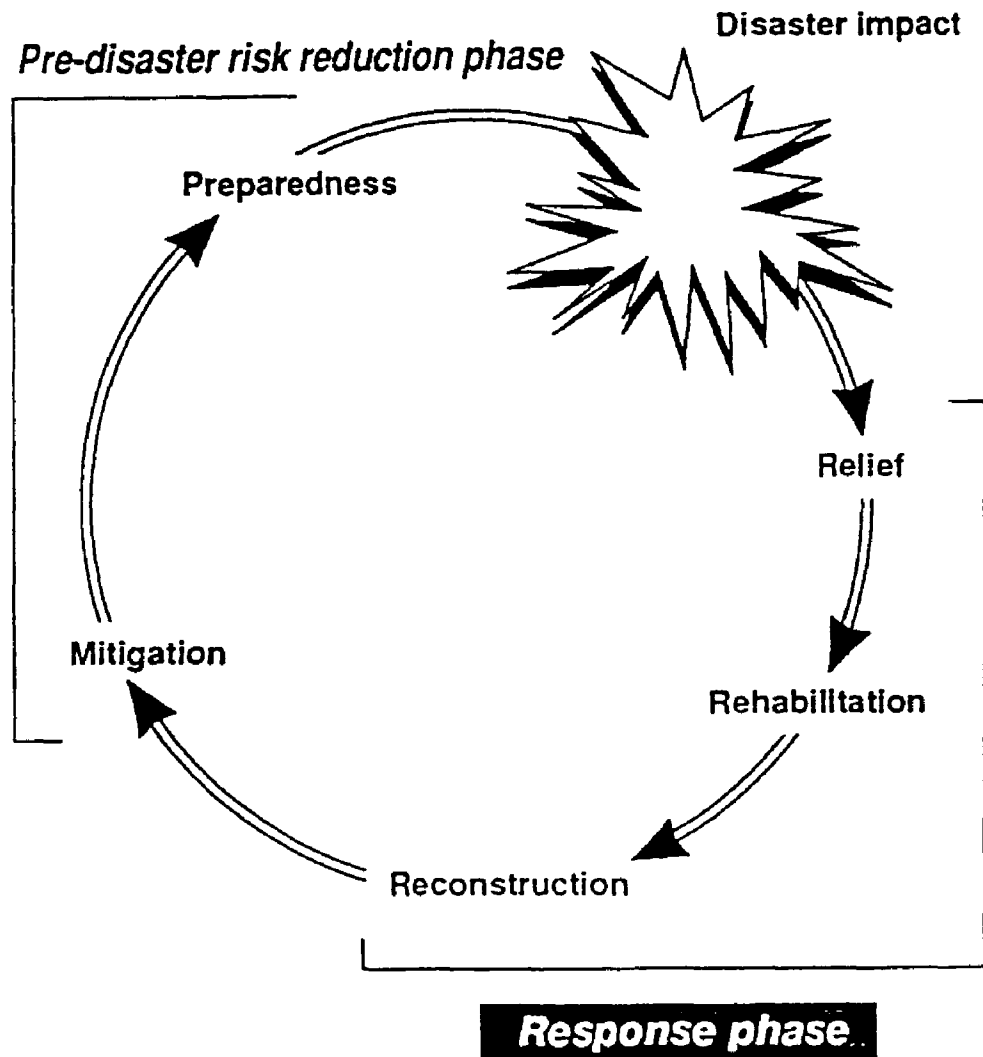 Disaster impact
Pre-disaster risk reduction phase
Preparedness
Relief
Mitigation
Rehabilitation
Reconstruction
Response phase